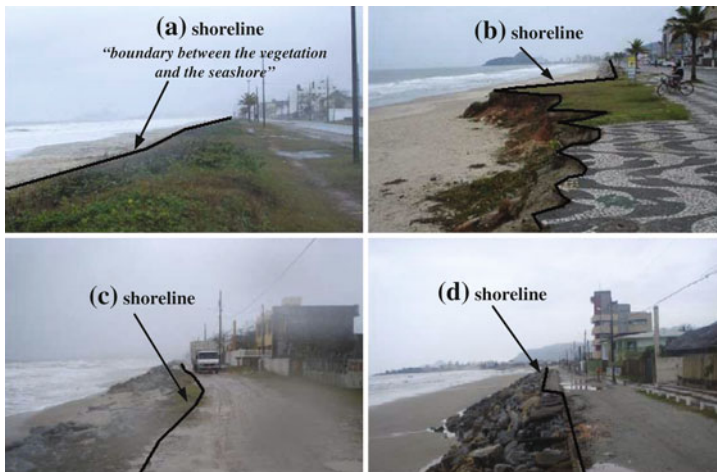 (a) shoreline
"boundary between the vegetation
and the seashore"
(b) shoreline
(c) shoreline
(d) shoreline